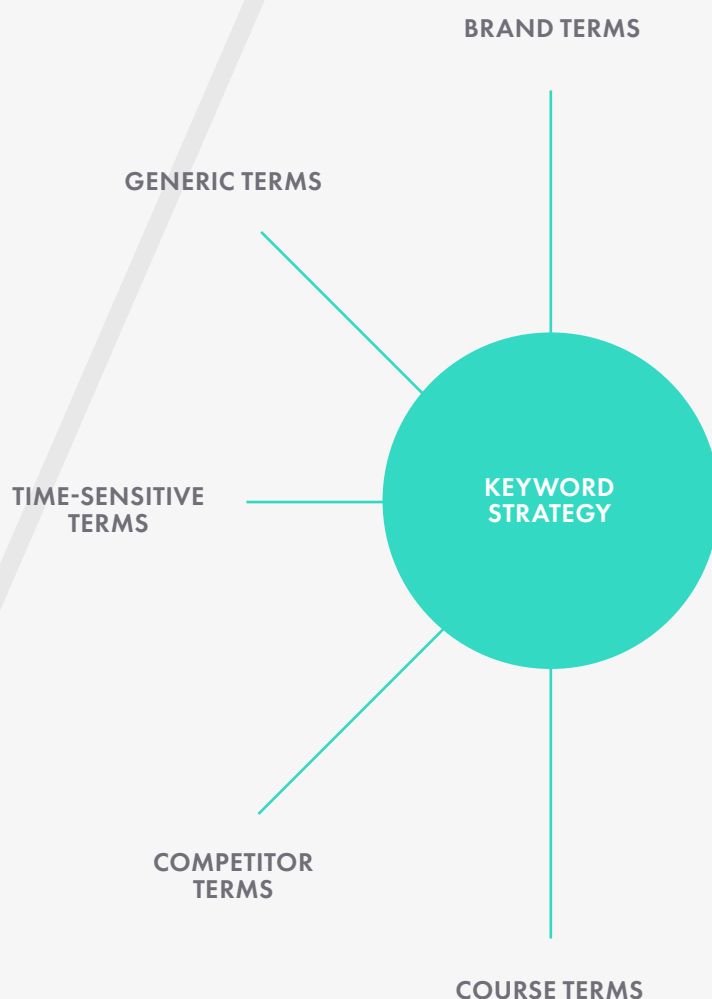 BRAND TERMS
GENERIC TERMS
KEYWORD
STRATEGY
TIME-SENSITIVE
TERMS
COMPETITOR
TERMS
COURSE TERMS